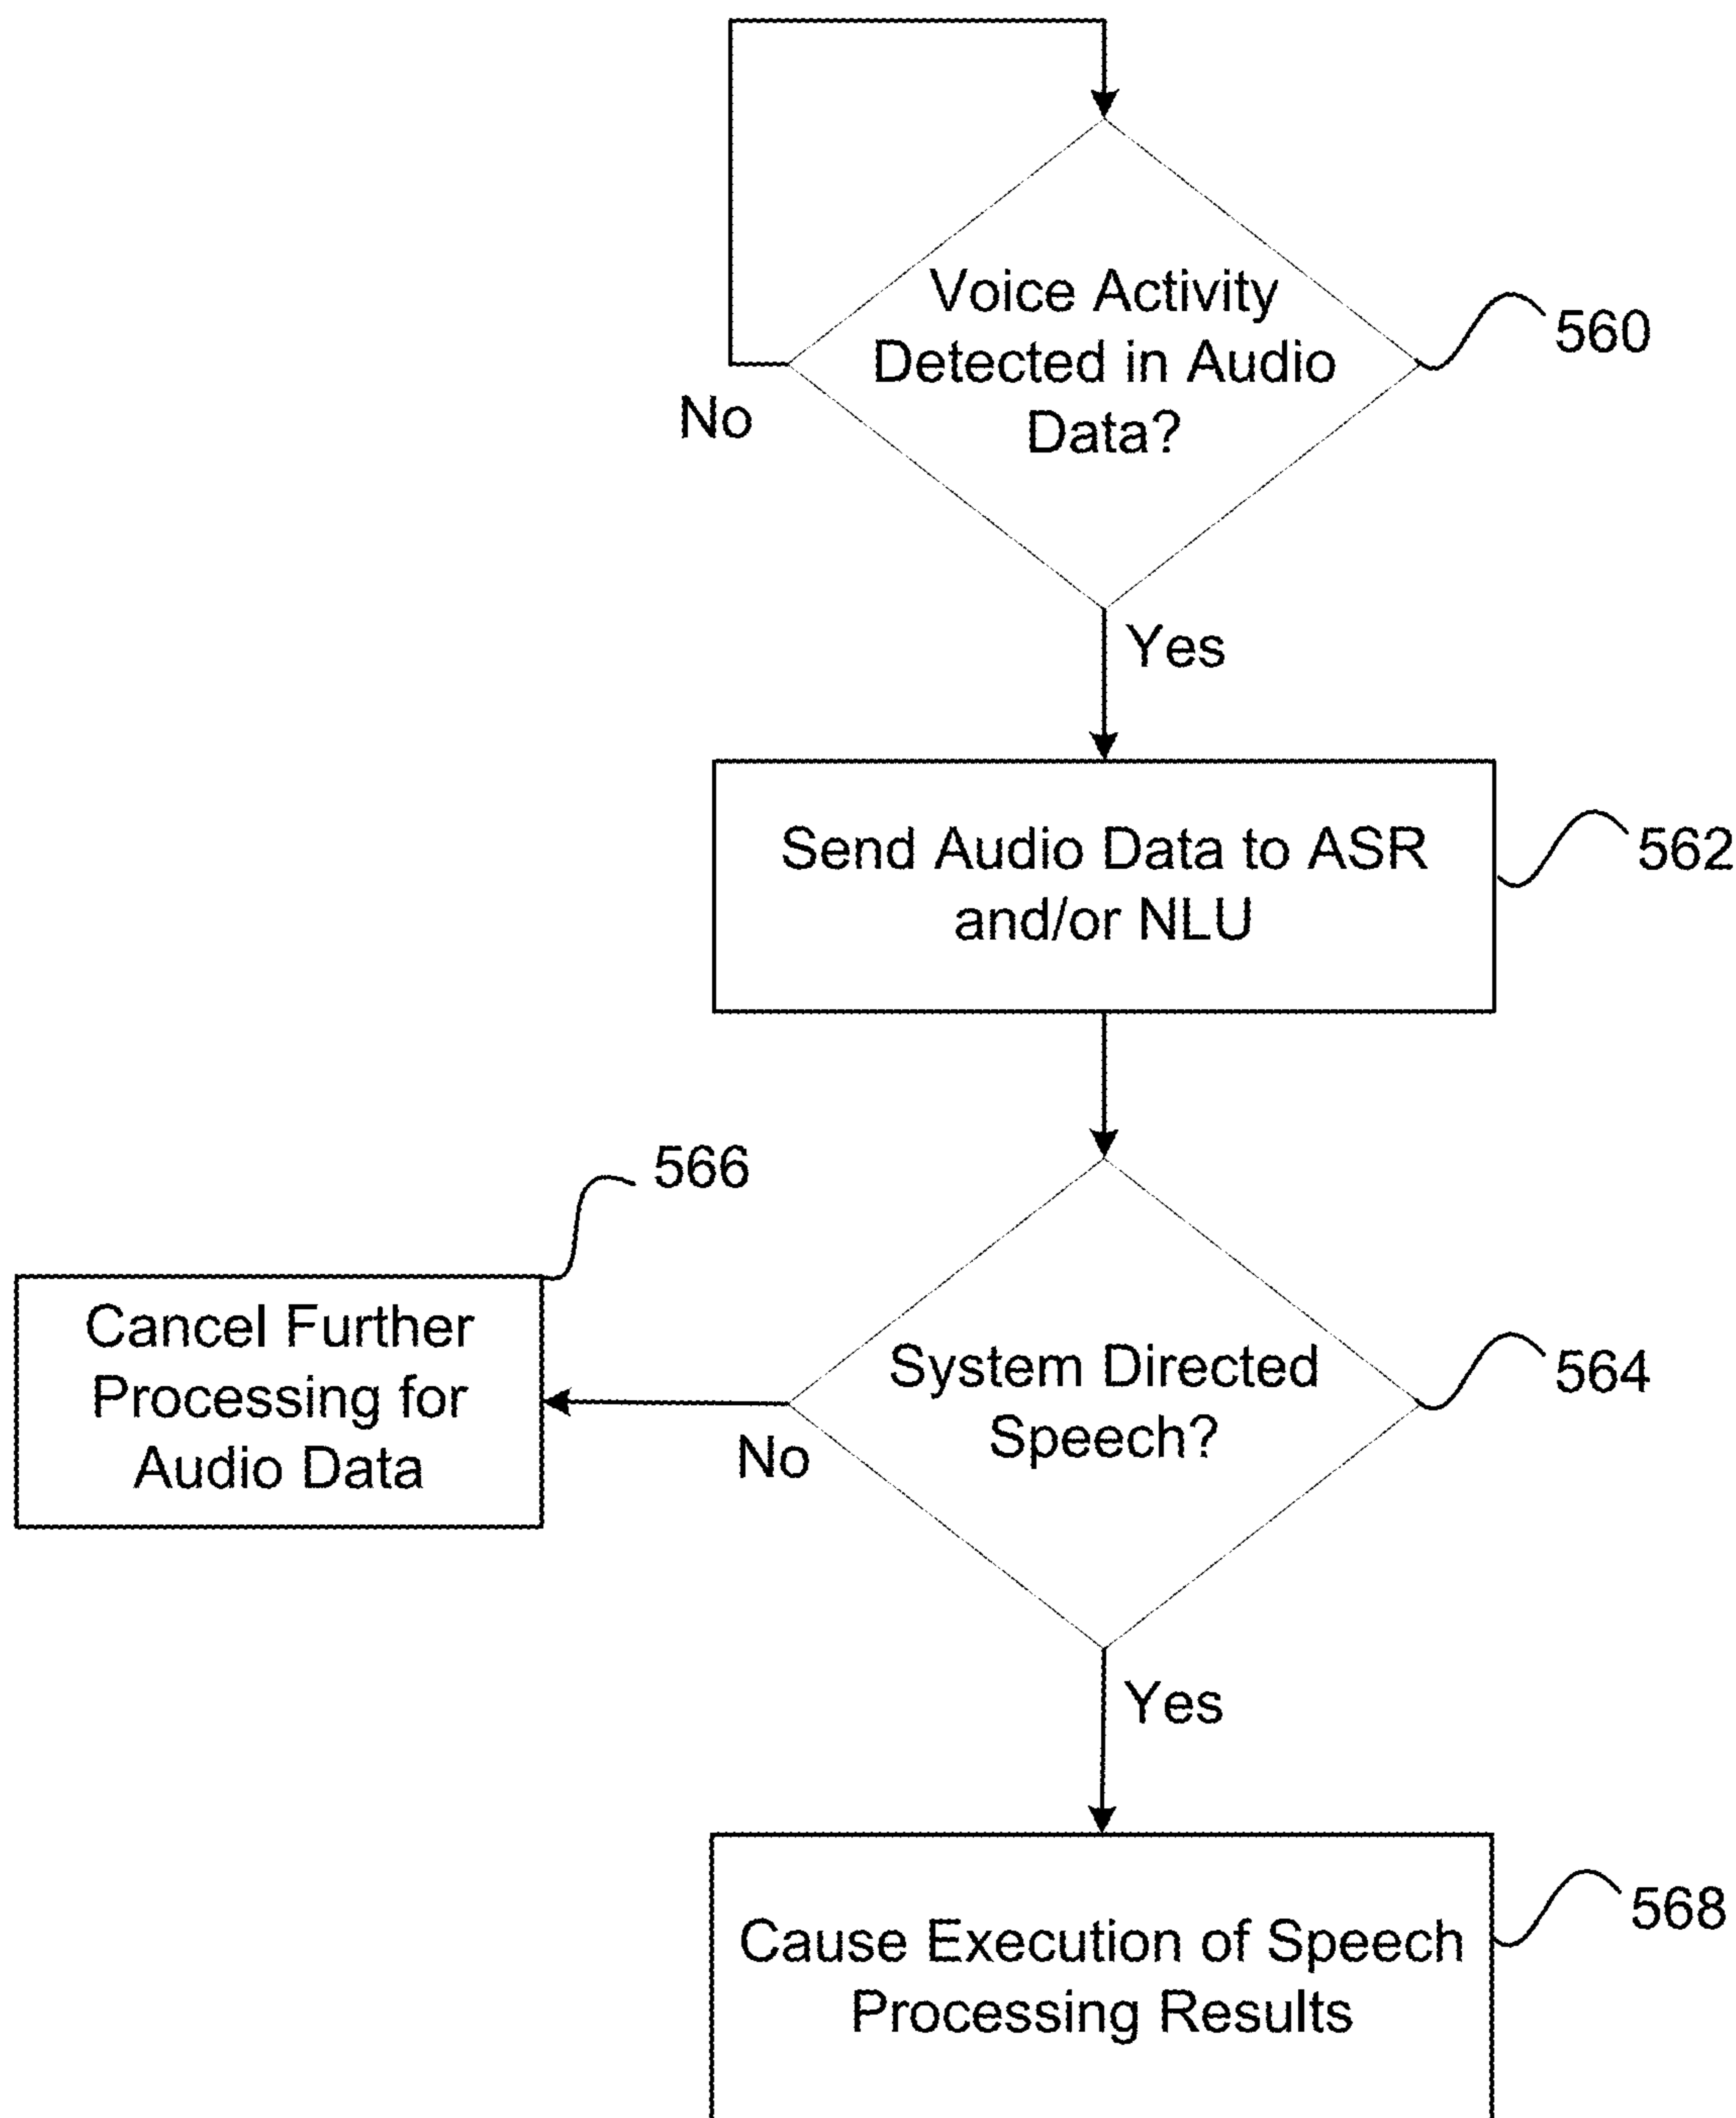 Voice Activity
Detected in Audio
Data?
560
No
Yes
Send Audio Data to ASR
and/or NLU
562
566
Cancel Further
Processing for
Audio Data
System Directed
Speech?
564
No
Yes
Cause Execution of Speech
Processing Results
568